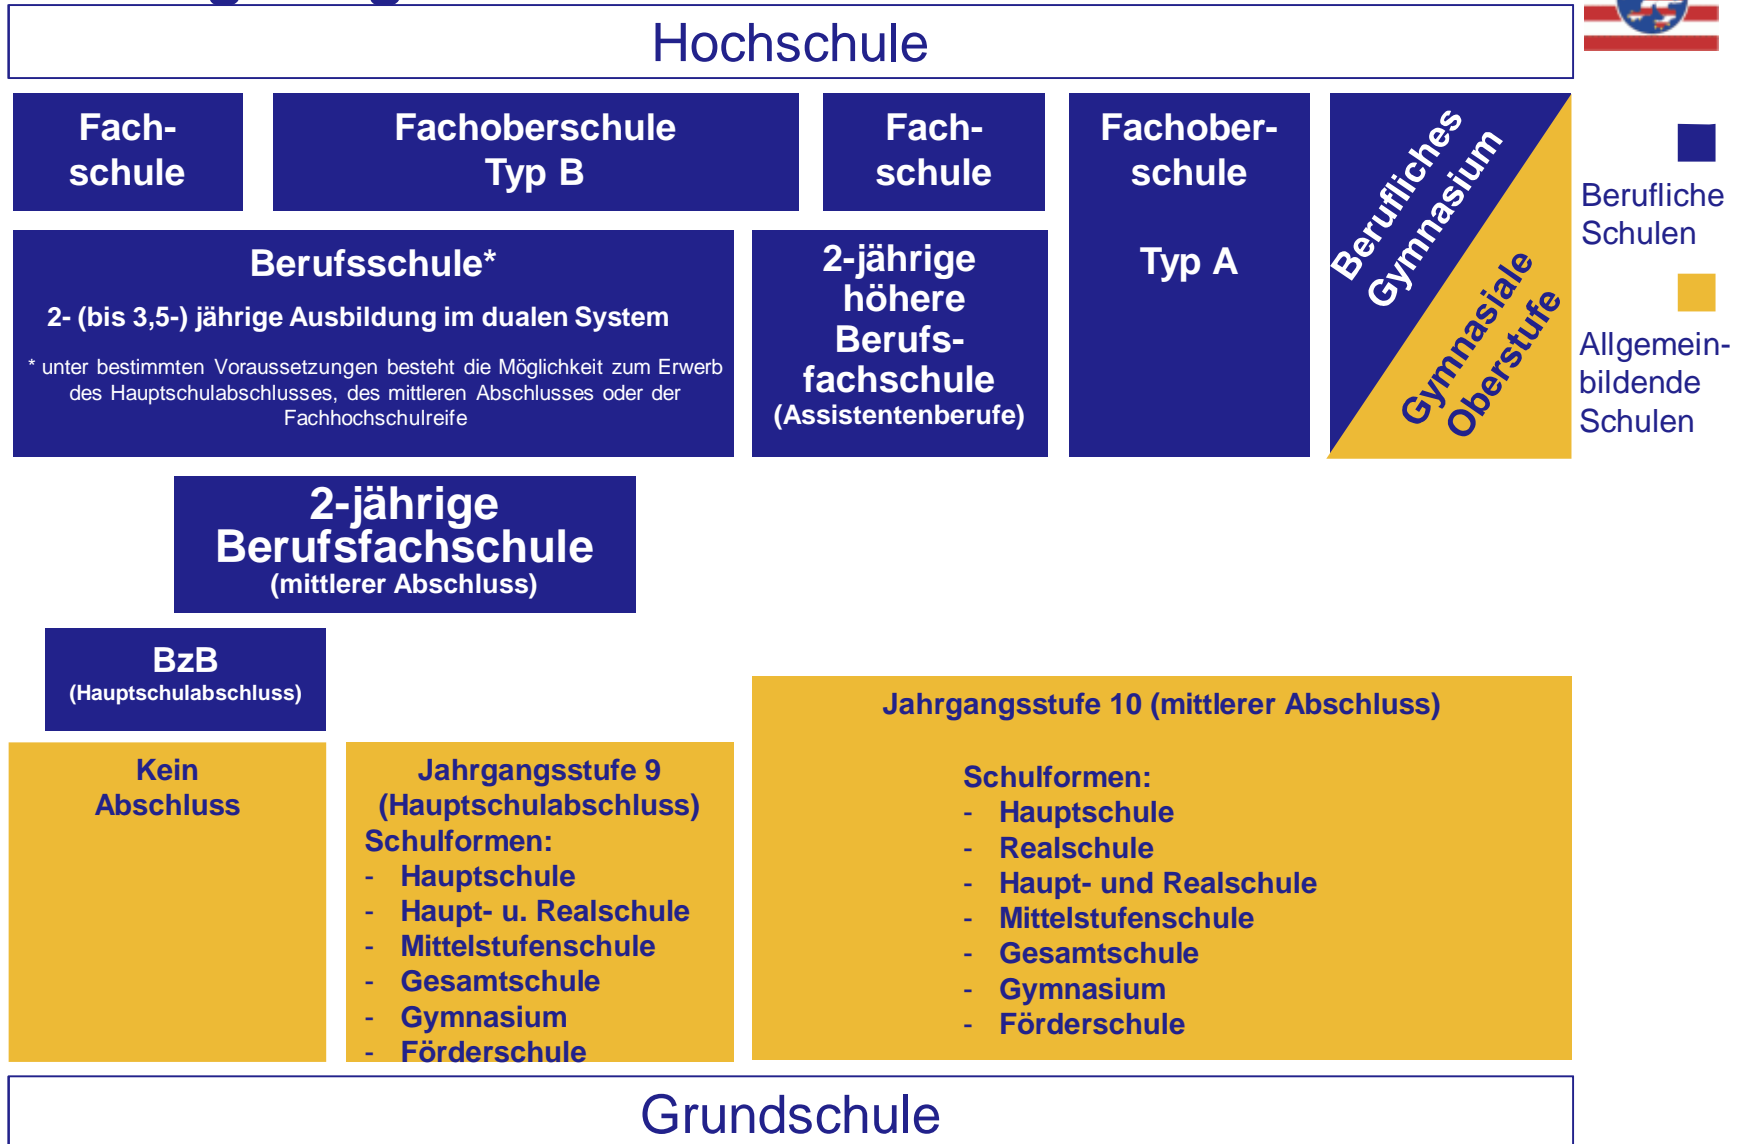 Hochschule
Fach-
schule
Fachoberschule
Typ B
Fach-
schule
Fachober-
schule
Typ A
Berufliches
Gymnasium
Gymnasiale
Oberstufe
Berufliche
Schulen
Allgemein-
bildende
Schulen
Berufsschule*
2- (bis 3,5-) jährige Ausbildung im dualen System
* unter bestimmten Voraussetzungen besteht die Möglichkeit zum Erwerb
des Hauptschulabschlusses, des mittleren Abschlusses oder der
Fachhochschulreife
2-jährige
höhere
Berufs-
fachschule
(Assistentenberufe)
2-jährige
Berufsfachschule
(mittlerer Abschluss)
BzB
(Hauptschulabschluss)
Kein
Abschluss
Jahrgangsstufe 9
(Hauptschulabschluss)
Schulformen:
- Hauptschule
- Haupt- u. Realschule
- Mittelstufenschule
- Gesamtschule
- Gymnasium
- Förderschule
Jahrgangsstufe 10 (mittlerer Abschluss)
Schulformen:
- Hauptschule
- Realschule
- Haupt- und Realschule
- Mittelstufenschule
- Gesamtschule
- Gymnasium
- Förderschule
Grundschule